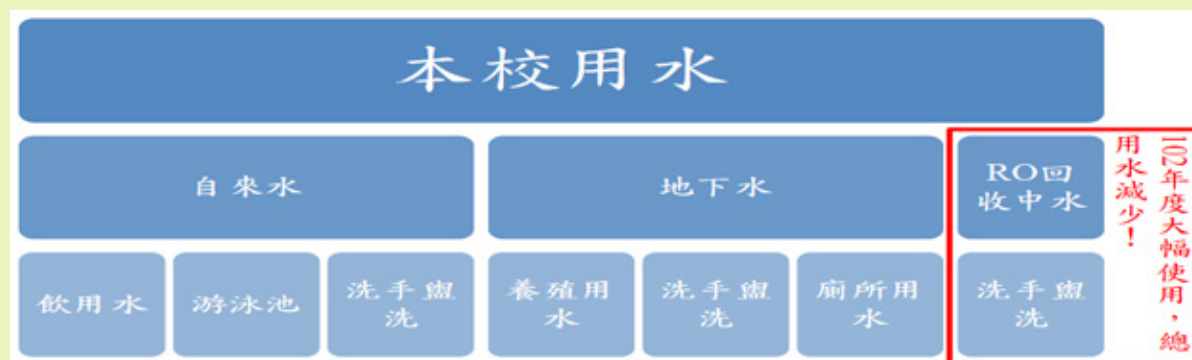 本校用水
自來水
地下水
RO回
收中水
飲用水
游泳池
洗手盥
洗
養殖用
水
洗手盥
洗
廁所用
水
洗手盥
洗
102年度大幅使用，總
用水減少！